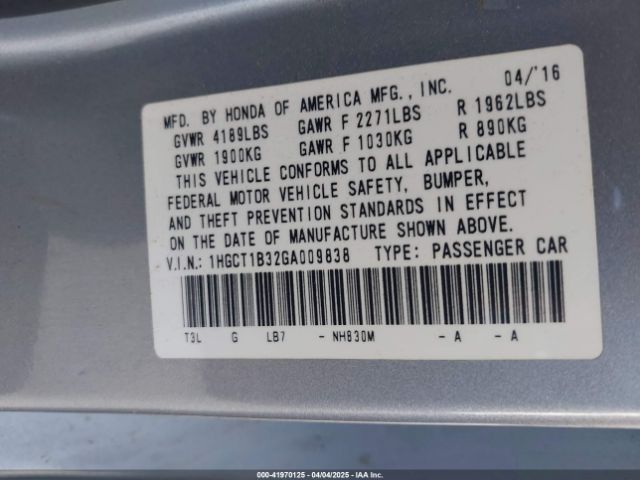 04/'16
MFD. BY HONDA OF AMERICA MFG., INC.
GVWR 4189LBS GAWR F 2271LBS R 1962LBS
GVWR 1900KG GAWR F 1030KG R 890KG
THIS VEHICLE CONFORMS TO ALL APPLICABLE
FEDERAL MOTOR VEHICLE SAFETY, BUMPER,
AND THEFT PREVENTION STANDARDS IN EFFECT
ON THE DATE OF MANUFACTURE SHOWN ABOVE.
V.I.N.: 1HGCT1B32GA009838 TYPE: PASSENGER CAR
T3L G LB7 - NH830M - A - A
000-41970125 - 04/04/2025 - IAAI.com